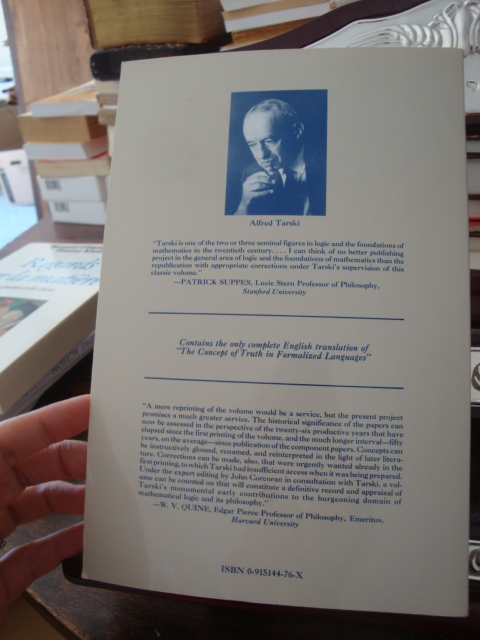 Alfred Tarski
"Tarski is one of the two or three seminal figures in logic and the foundations of
mathematics in the twentieth century. . . . I can think of no better publishing
project in the general area of logic and the foundations of mathematics than the
republication with appropriate corrections under Tarski's supervision of this
classic volume."
—PATRICK SUPPES, Lucie Stern Professor of Philosophy,
Stanford University
Contains the only complete English translation of
"The Concept of Truth in Formalized Languages"
"A mere reprinting of the volume would be a service, but the present project
promises a much greater service. The historical significance of the papers can
now be assessed in the perspective of the twenty-six productive years that have
elapsed since the first printing of the volume, and the much longer interval—fifty
years, on the average—since publication of the component papers. Concepts can
be instructively glossed, renamed, and reinterpreted in the light of later litera-
ture. Corrections can be made, also, that were urgently wanted already in the
first printing, to which Tarski had insufficient access when it was being prepared.
Under the expert editing by John Corcoran in consultation with Tarski, a vol-
ume can be counted on that will constitute a definitive record and appraisal of
Tarski's monumental early contributions to the burgeoning domain of
mathematical logic and its philosophy."
—W. V. QUINE, Edgar Pierce Professor of Philosophy, Emeritus,
Harvard University
ISBN 0-915144-76-X